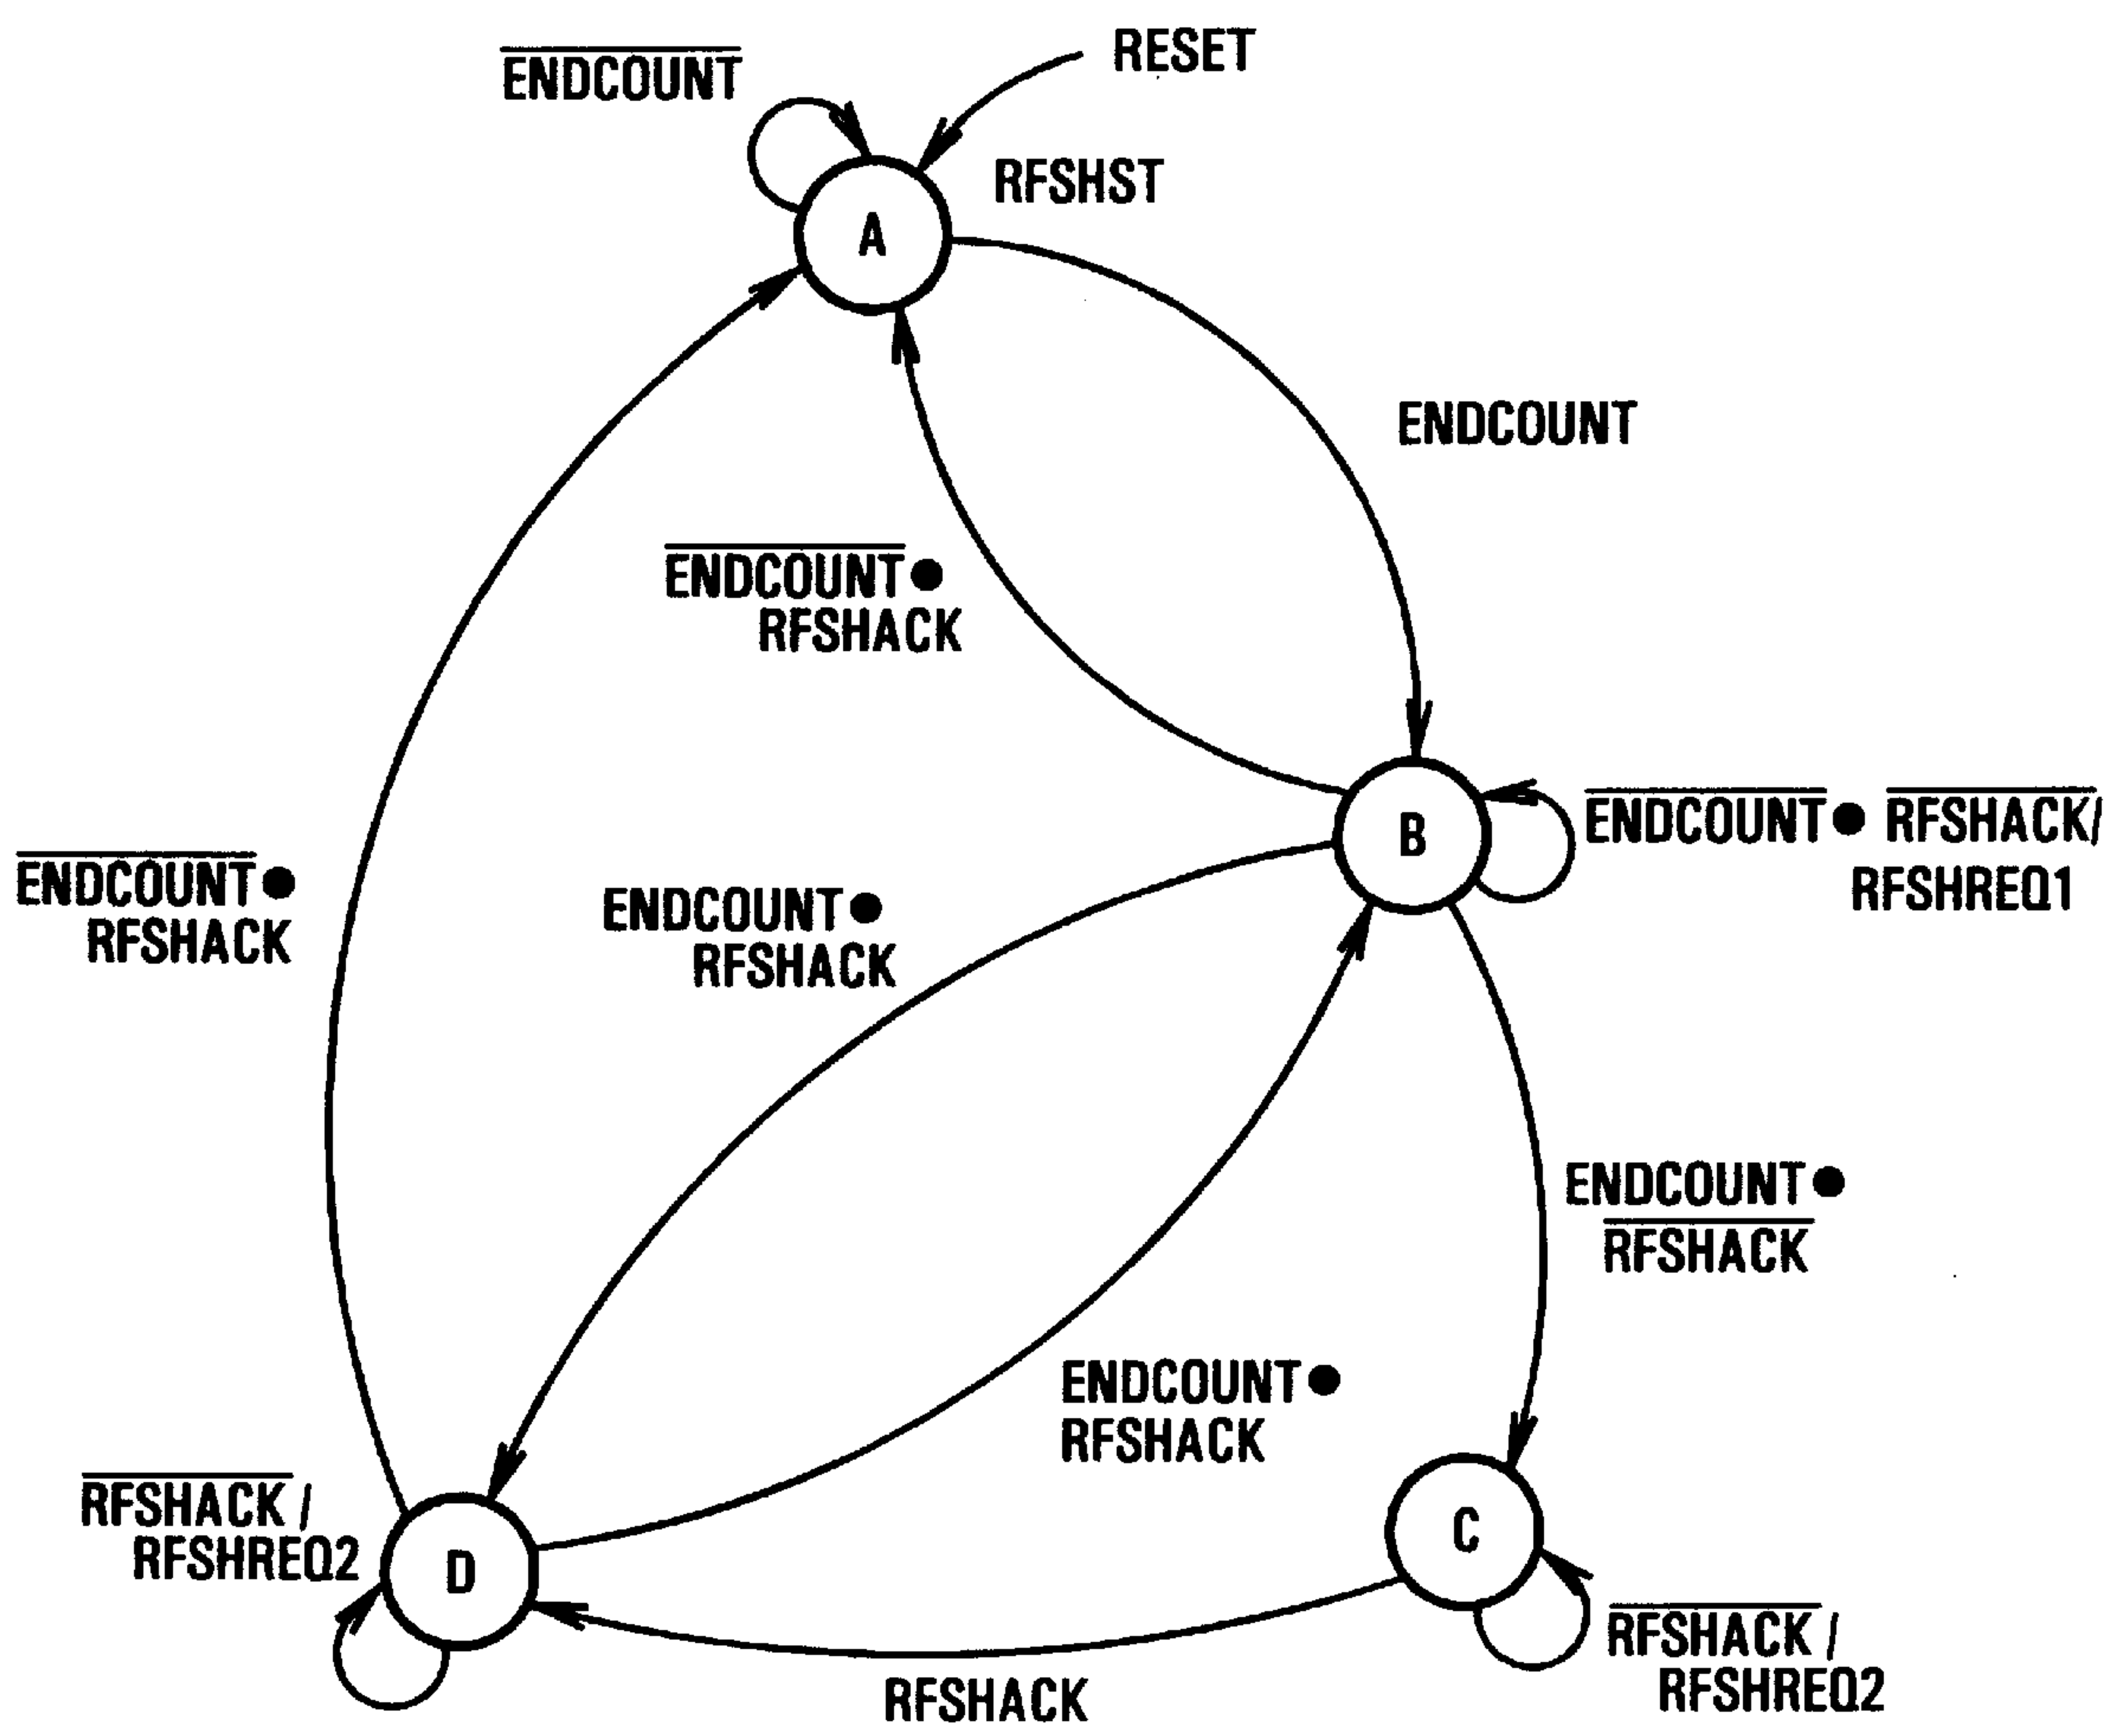 RESET
ENDCOUNT
RFSHST
A
ENDCOUNT
ENDCOUNT●
RFSHACK
B
ENDCOUNT● RFSHACK/
RFSHREQ1
ENDCOUNT●
RFSHACK
ENDCOUNT●
RFSHACK
ENDCOUNT●
RFSHACK
ENDCOUNT●
RFSHACK
RFSHACK/
RFSHREQ2
D
C
RFSHACK/
RFSHREQ2
RFSHACK